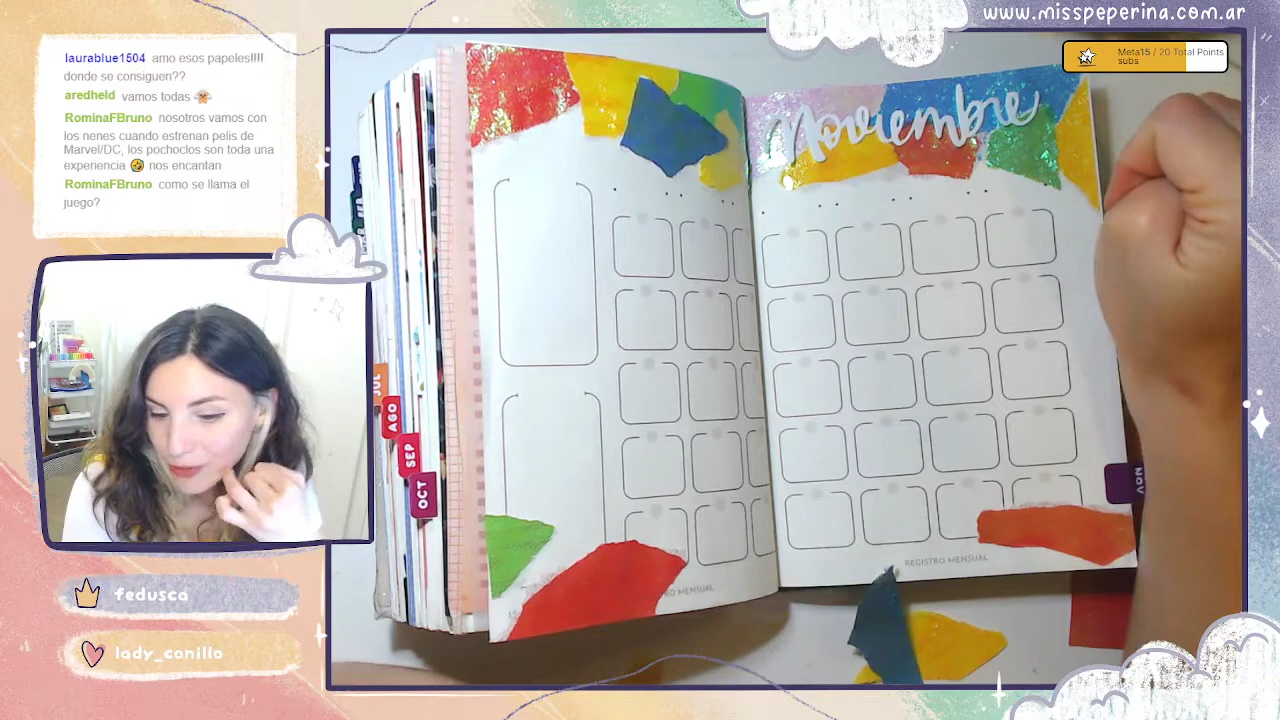 www.misspeperina.com.ar
Meta15 / 20 Total Points
subs
laurablue1504 amo esos papeles!!!!
donde se consiguen??
aredheld vamos todas
RominaFBruno nosotros vamos con
los nenes cuando estrenan pelis de
Marvel/DC, los pochoclos son toda una
experiencia 🤣 nos encantan
RominaFBruno como se llama el
juego?
Noviembre
JUL
AGO
SEP
OCT
NOV
REGISTRO MENSUAL
MENSUAL
fedusca
lady_conillo